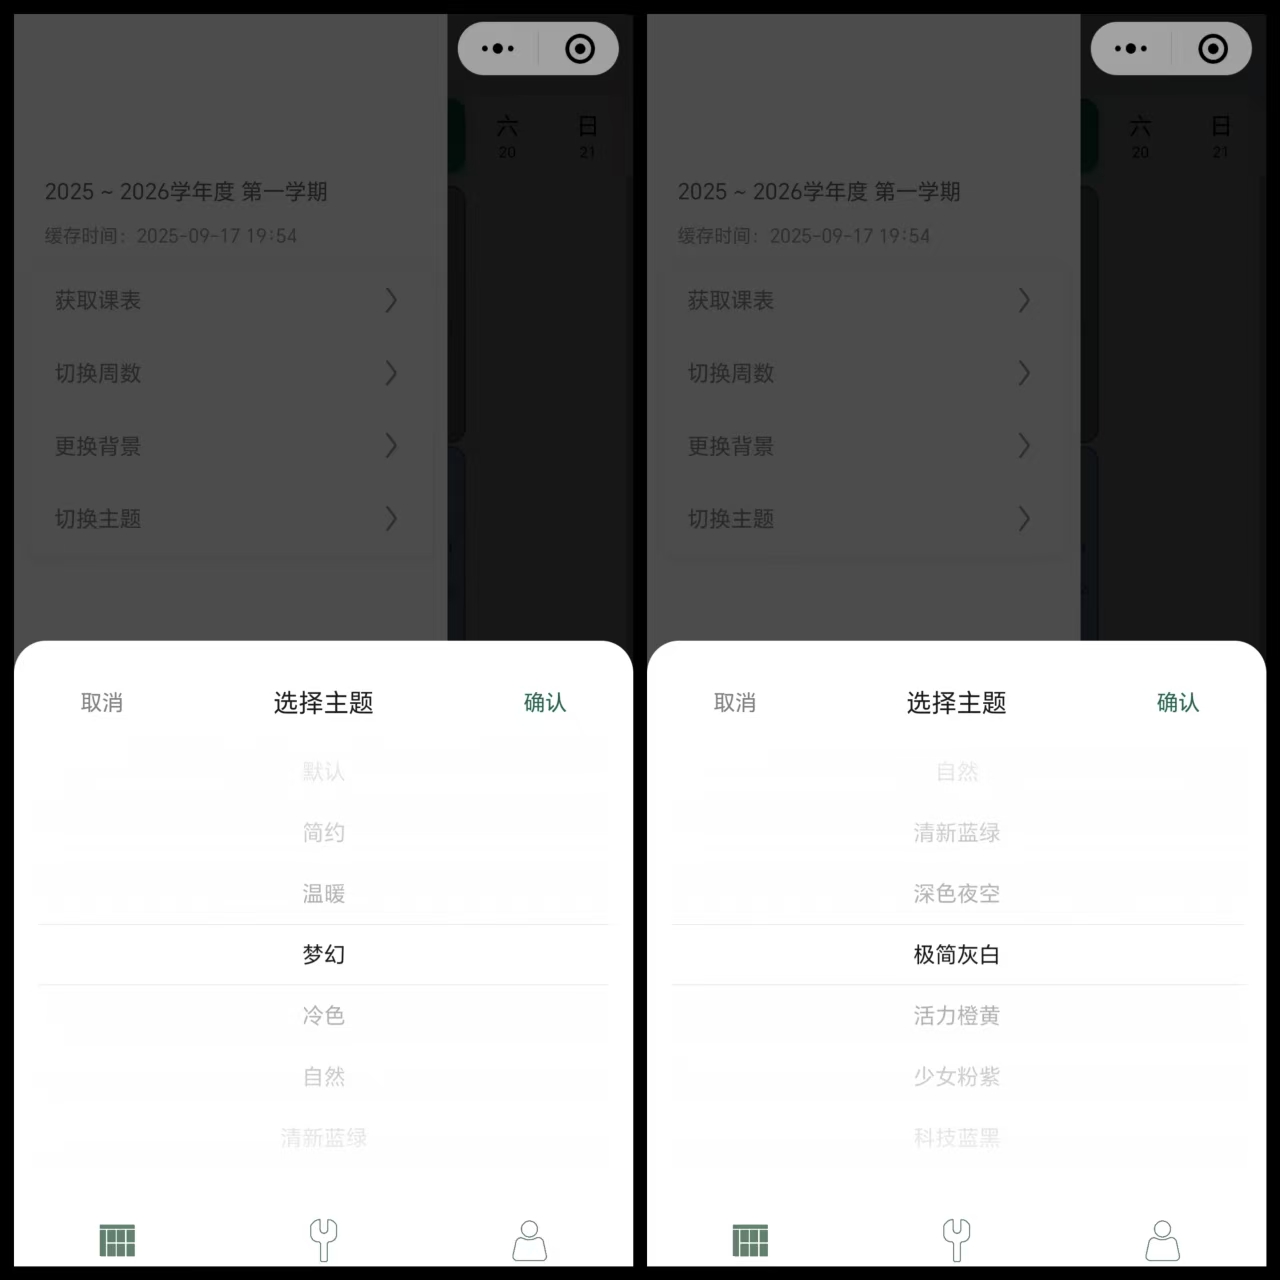 六 日
20 21
2025 ~ 2026学年度 第一学期
缓存时间：2025-09-17 19:54
获取课表
切换周数
更换背景
切换主题
取消 选择主题 确认
默认
简约
温暖
梦幻
冷色
自然
清新蓝绿
六 日
20 21
2025 ~ 2026学年度 第一学期
缓存时间：2025-09-17 19:54
获取课表
切换周数
更换背景
切换主题
取消 选择主题 确认
自然
清新蓝绿
深色夜空
极简灰白
活力橙黄
少女粉紫
科技蓝黑